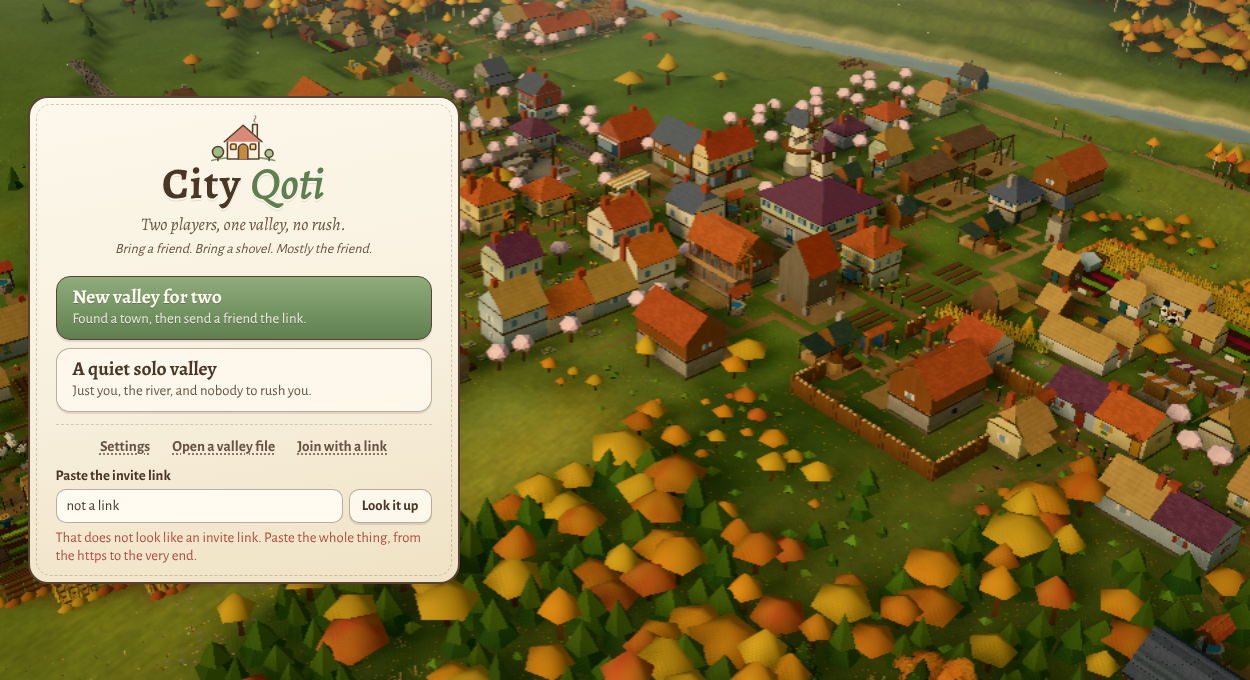 City Qoti
Two players, one valley, no rush.
Bring a friend. Bring a shovel. Mostly the friend.
New valley for two
Found a town, then send a friend the link.
A quiet solo valley
Just you, the river, and nobody to rush you.
Settings Open a valley file Join with a link
Paste the invite link
not a link Look it up
That does not look like an invite link. Paste the whole thing, from
the https to the very end.